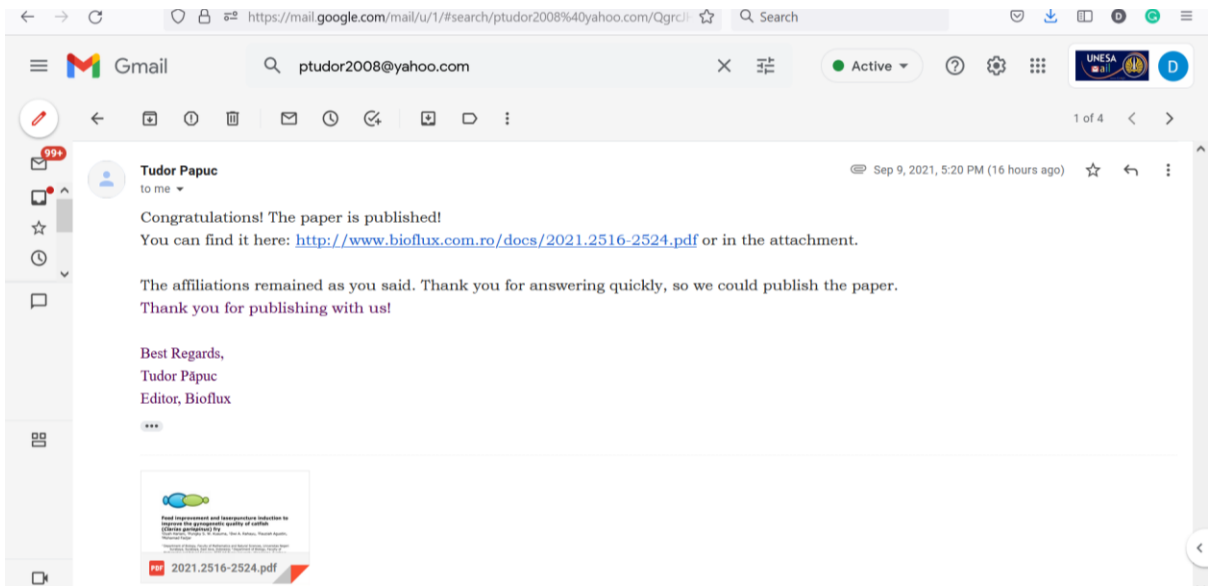 https://mail.google.com/mail/u/1/#search/ptudor2008%40yahoo.com/QgrcJH
Search
Gmail
ptudor2008@yahoo.com
Active
UNESA
mail
D
1 of 4
99+
Tudor Papuc
Sep 9, 2021, 5:20 PM (16 hours ago)
to me
Congratulations! The paper is published!
You can find it here: http://www.bioflux.com.ro/docs/2021.2516-2524.pdf or in the attachment.
The affiliations remained as you said. Thank you for answering quickly, so we could publish the paper.
Thank you for publishing with us!
Best Regards,
Tudor Păpuc
Editor, Bioflux
Feed improvement and laserpuncture induction to
improve the gynogenetic quality of catfish
(Clarias gariepinus) fry
PDF
2021.2516-2524.pdf